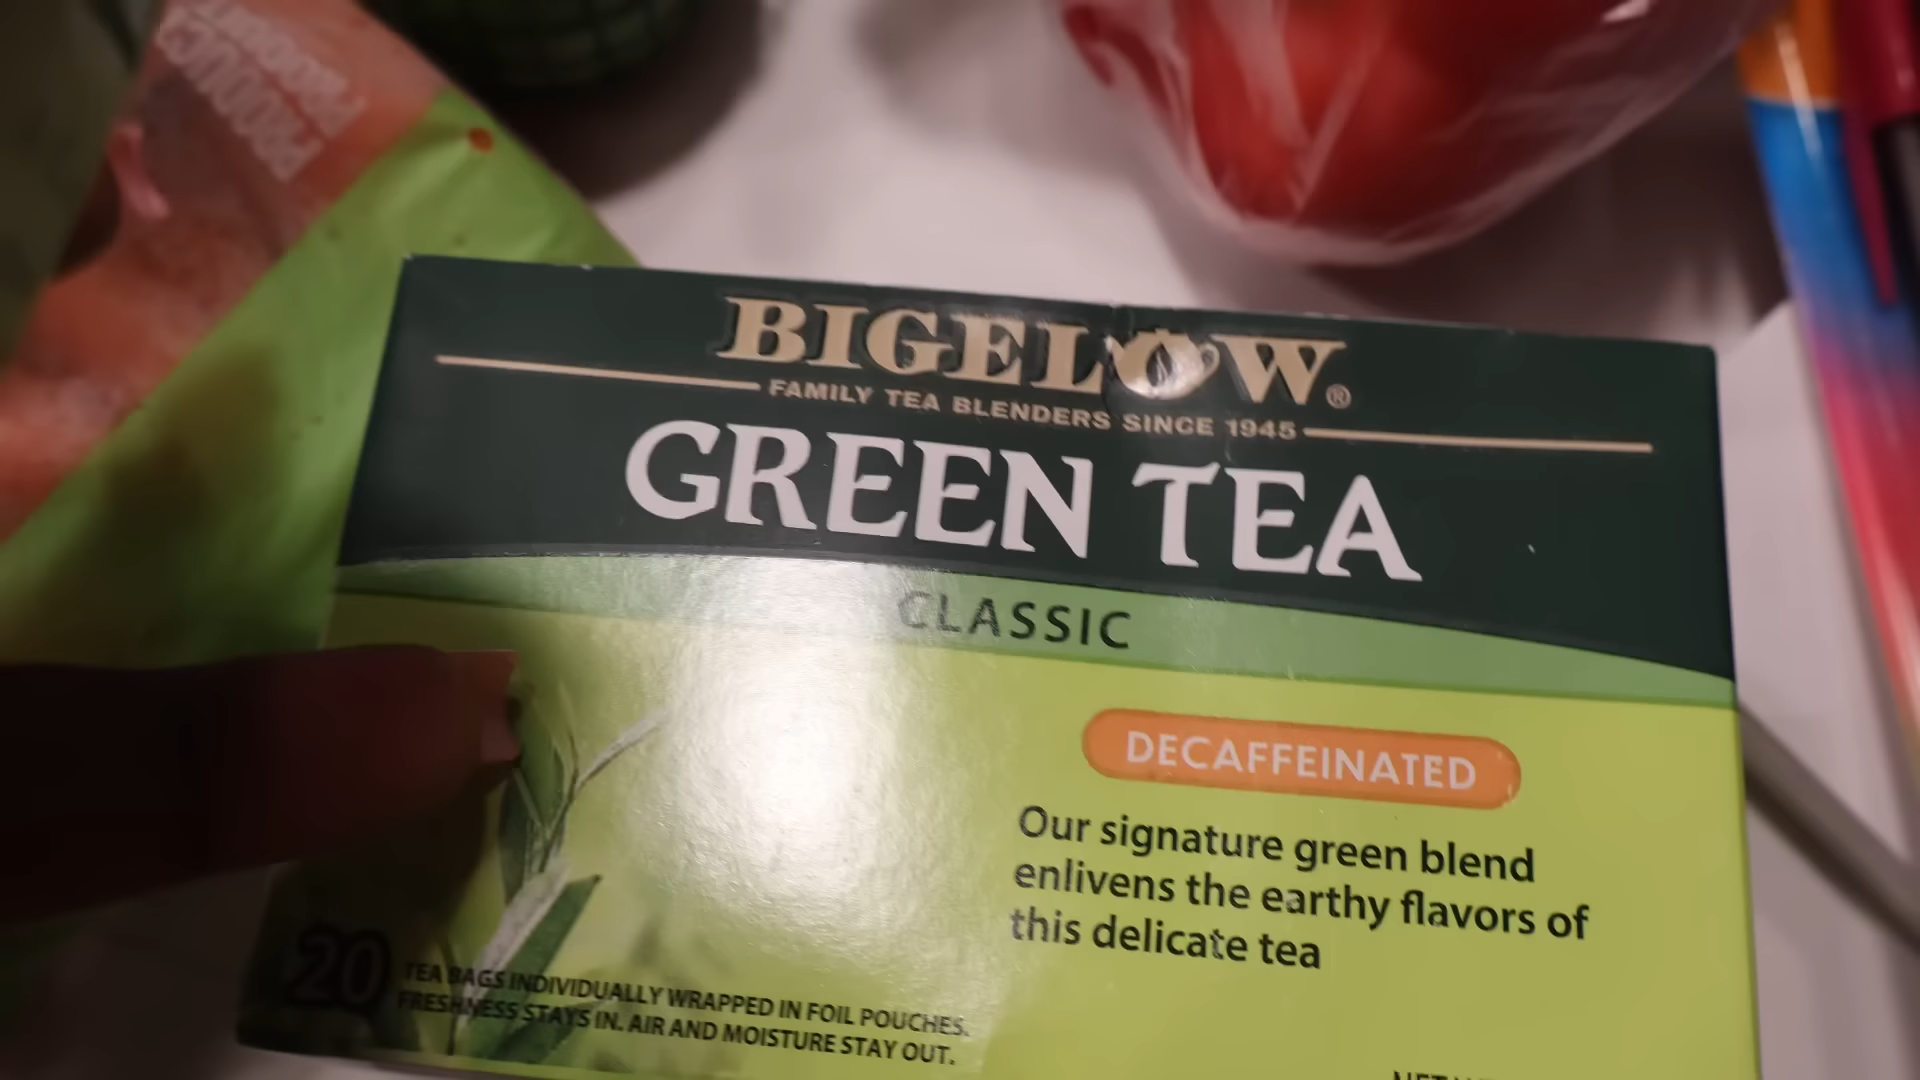 PRODUCT
PRODUCT
BIGELOW®
FAMILY TEA BLENDERS SINCE 1945
GREEN TEA
CLASSIC
DECAFFEINATED
Our signature green blend
enlivens the earthy flavors of
this delicate tea
20
TEA BAGS INDIVIDUALLY WRAPPED IN FOIL POUCHES.
FRESHNESS STAYS IN. AIR AND MOISTURE STAY OUT.